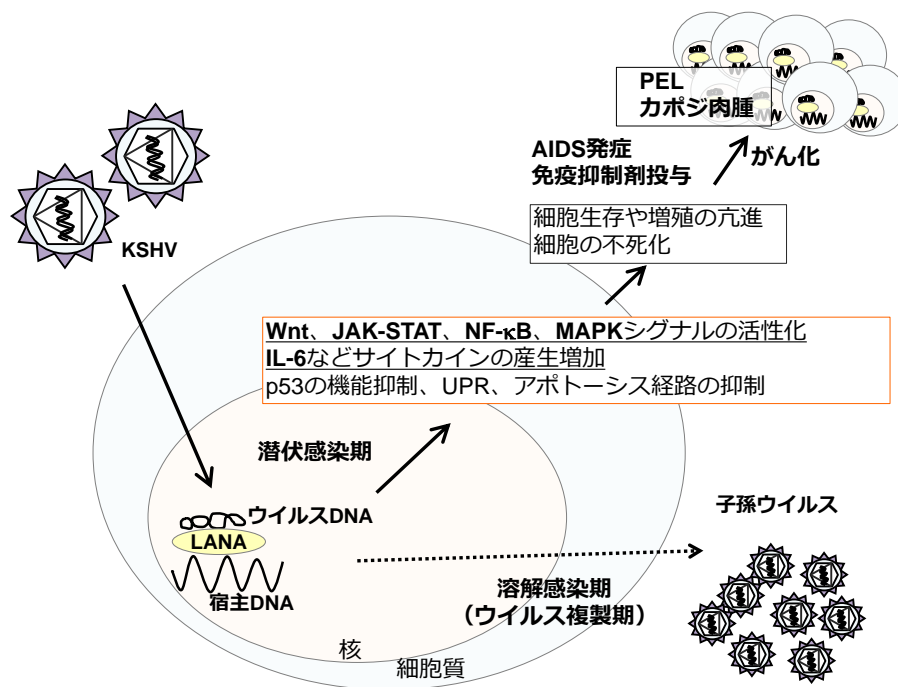 PEL
カポジ肉腫
AIDS発症
免疫抑制剤投与
がん化
KSHV
細胞生存や増殖の亢進
細胞の不死化
Wnt、JAK-STAT、NF-κB、MAPKシグナルの活性化
IL-6などサイトカインの産生増加
p53の機能抑制、UPR、アポトーシス経路の抑制
潜伏感染期
ウイルスDNA
LANA
宿主DNA
子孫ウイルス
溶解感染期
（ウイルス複製期）
核
細胞質